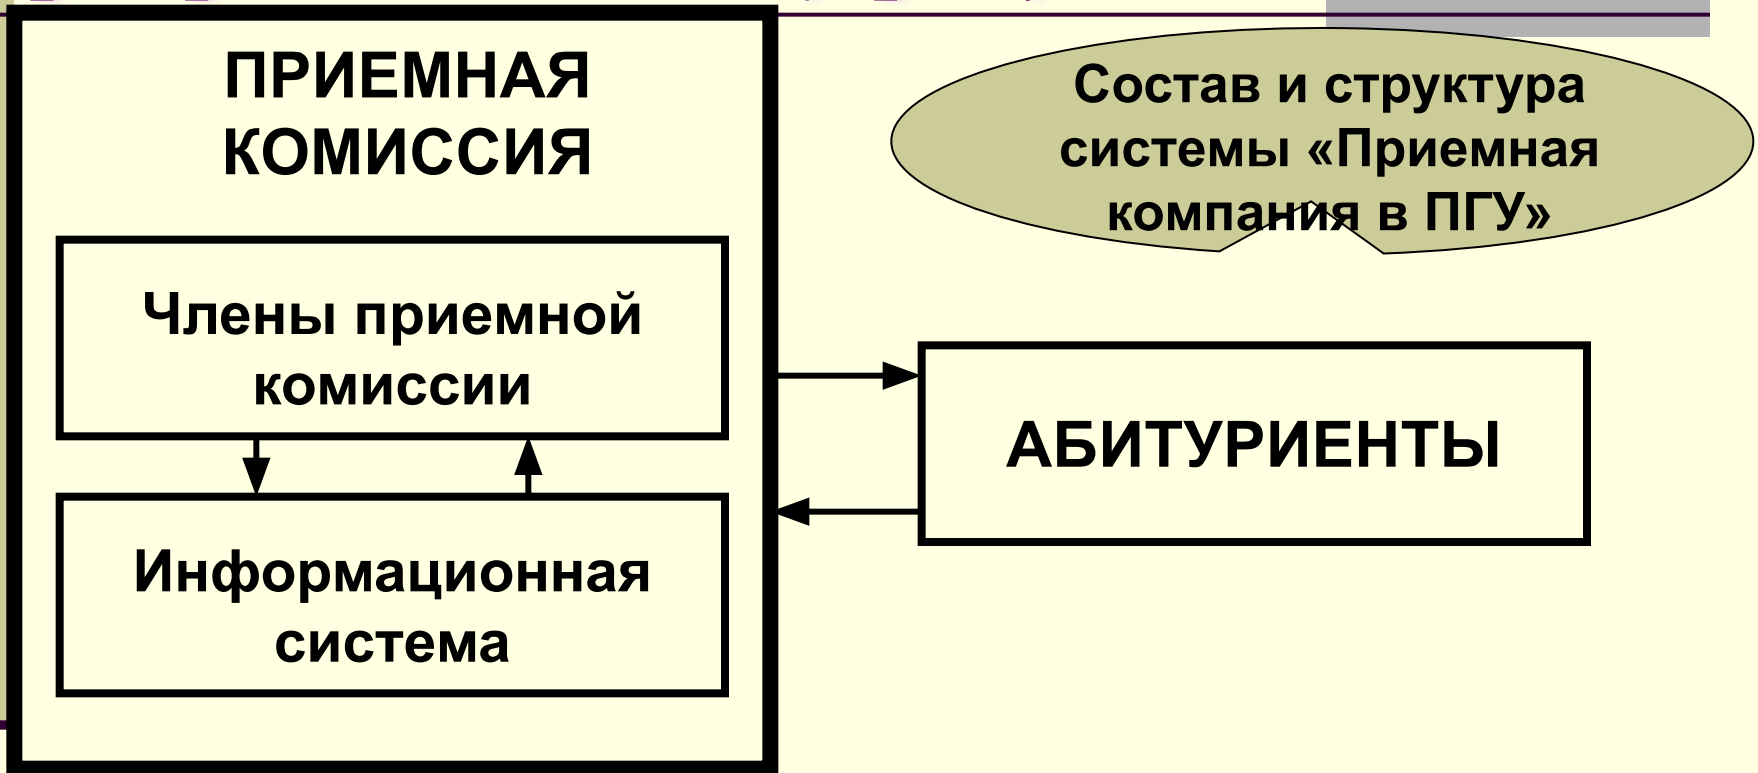 ПРИЕМНАЯ
КОМИССИЯ
Члены приемной
комиссии
Информационная
система
Состав и структура
системы «Приемная
компания в ПГУ»
АБИТУРИЕНТЫ